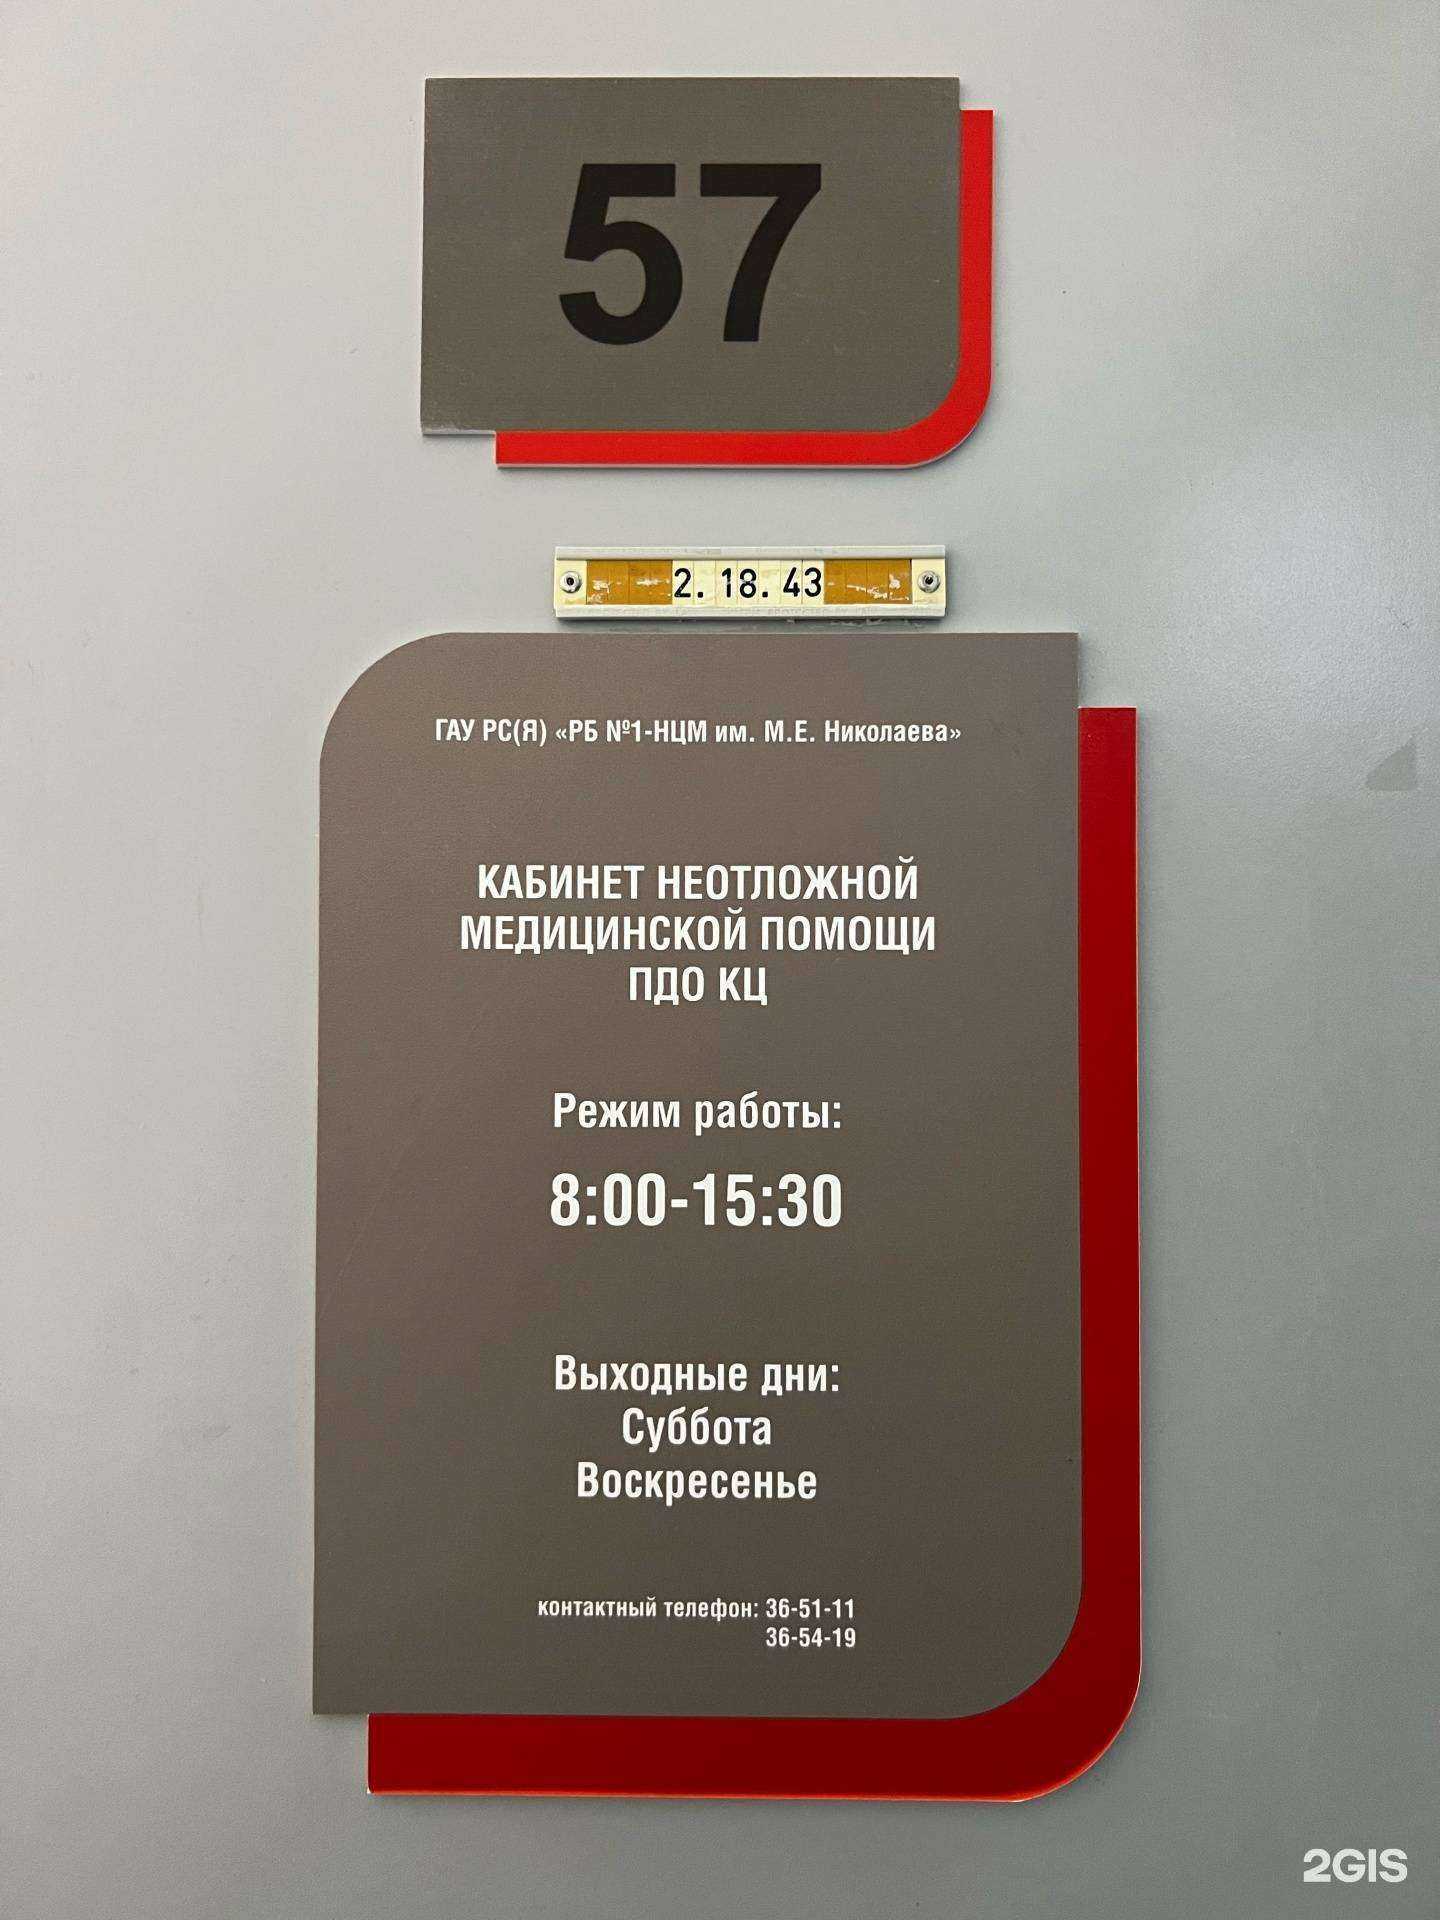 57
2. 18. 43
ГАУ РС(Я) «РБ №1-НЦМ им. М.Е. Николаева»
КАБИНЕТ НЕОТЛОЖНОЙ
МЕДИЦИНСКОЙ ПОМОЩИ
ПДО КЦ
Режим работы:
8:00-15:30
Выходные дни:
Суббота
Воскресенье
контактный телефон: 36-51-11
36-54-19
2GIS